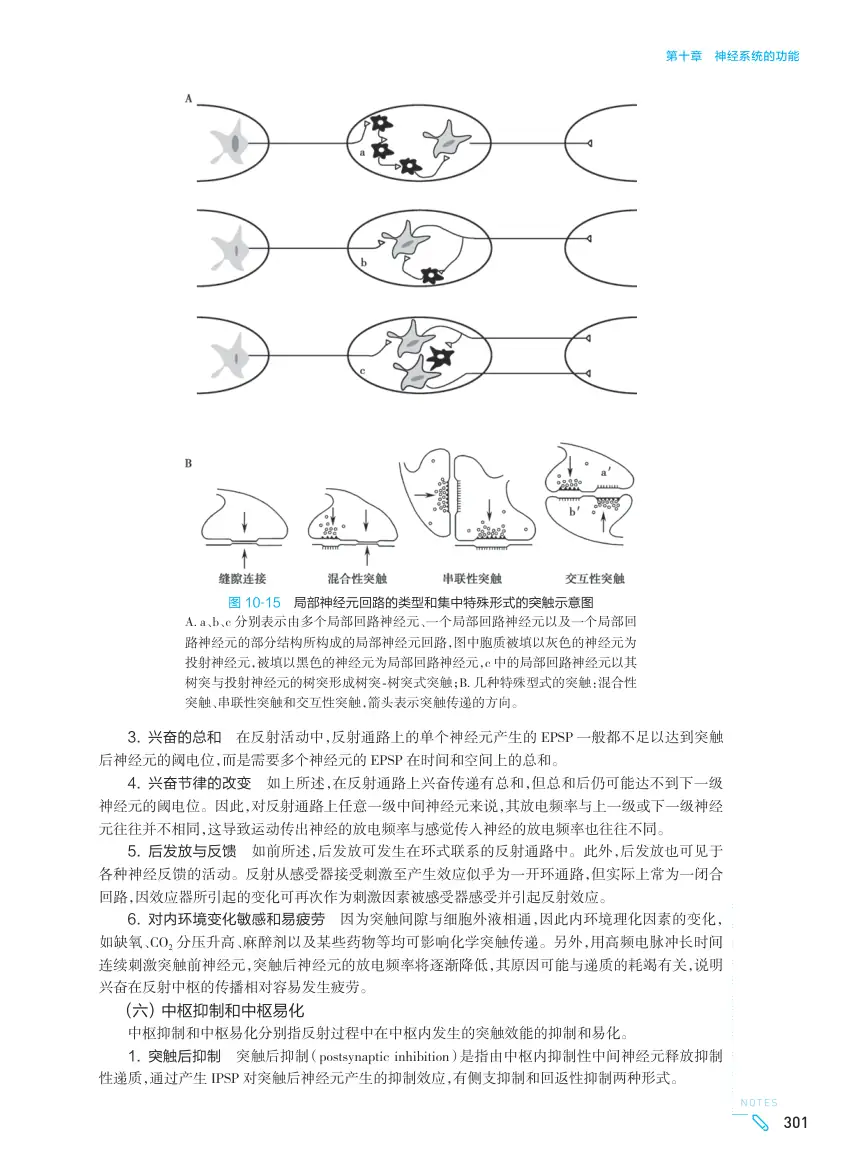 第十章 神经系统的功能
A
a
b
c
B
a′
b′
缝隙连接 混合性突触 串联性突触 交互性突触
图 10-15 局部神经元回路的类型和集中特殊形式的突触示意图
A. a、b、c 分别表示由多个局部回路神经元、一个局部回路神经元以及一个局部回
路神经元的部分结构所构成的局部神经元回路,图中胞质被填以灰色的神经元为
投射神经元,被填以黑色的神经元为局部回路神经元,c 中的局部回路神经元以其
树突与投射神经元的树突形成树突-树突式突触;B. 几种特殊型式的突触:混合性
突触、串联性突触和交互性突触,箭头表示突触传递的方向。
3. 兴奋的总和 在反射活动中,反射通路上的单个神经元产生的 EPSP 一般都不足以达到突触
后神经元的阈电位,而是需要多个神经元的 EPSP 在时间和空间上的总和。
4. 兴奋节律的改变 如上所述,在反射通路上兴奋传递有总和,但总和后仍可能达不到下一级
神经元的阈电位。因此,对反射通路上任意一级中间神经元来说,其放电频率与上一级或下一级神经
元往往并不相同,这导致运动传出神经的放电频率与感觉传入神经的放电频率也往往不同。
5. 后发放与反馈 如前所述,后发放可发生在环式联系的反射通路中。此外,后发放也可见于
各种神经反馈的活动。反射从感受器接受刺激至产生效应似乎为一开环通路,但实际上常为一闭合
回路,因效应器所引起的变化可再次作为刺激因素被感受器感受并引起反射效应。
6. 对内环境变化敏感和易疲劳 因为突触间隙与细胞外液相通,因此内环境理化因素的变化,
如缺氧、CO₂ 分压升高、麻醉剂以及某些药物等均可影响化学突触传递。另外,用高频电脉冲长时间
连续刺激突触前神经元,突触后神经元的放电频率将逐渐降低,其原因可能与递质的耗竭有关,说明
兴奋在反射中枢的传播相对容易发生疲劳。
(六) 中枢抑制和中枢易化
中枢抑制和中枢易化分别指反射过程中在中枢内发生的突触效能的抑制和易化。
1. 突触后抑制 突触后抑制(postsynaptic inhibition)是指由中枢内抑制性中间神经元释放抑制
性递质,通过产生 IPSP 对突触后神经元产生的抑制效应,有侧支抑制和回返性抑制两种形式。
NOTES
301